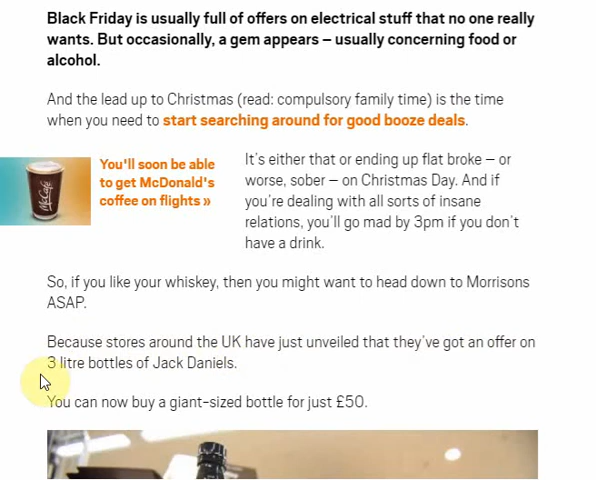 Black Friday is usually full of offers on electrical stuff that no one really
wants. But occasionally, a gem appears – usually concerning food or
alcohol.
And the lead up to Christmas (read: compulsory family time) is the time
when you need to start searching around for good booze deals.
McCafé
You'll soon be able
to get McDonald's
coffee on flights »
It's either that or ending up flat broke – or
worse, sober – on Christmas Day. And if
you're dealing with all sorts of insane
relations, you'll go mad by 3pm if you don't
have a drink.
So, if you like your whiskey, then you might want to head down to Morrisons
ASAP.
Because stores around the UK have just unveiled that they've got an offer on
3 litre bottles of Jack Daniels.
You can now buy a giant-sized bottle for just £50.